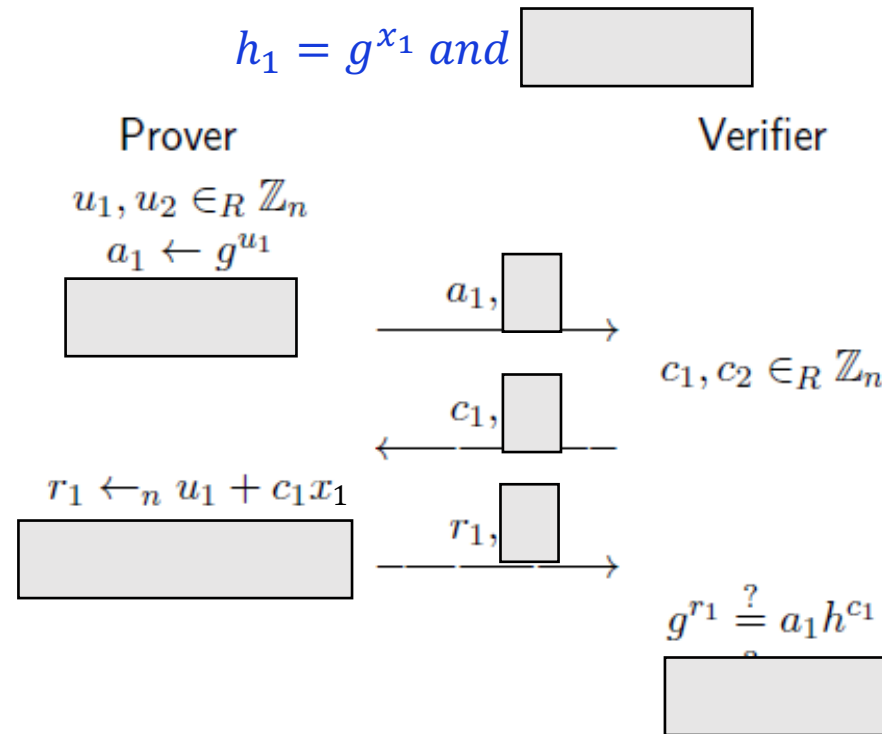 h₁ = g^{x₁} and
Prover
Verifier
u₁, u₂ ∈_R ℤ_n
a₁ ← g^{u₁}
a₁,
c₁, c₂ ∈_R ℤ_n
c₁,
r₁ ←_n u₁ + c₁x₁
r₁,
g^{r₁} ≟ a₁h^{c₁}